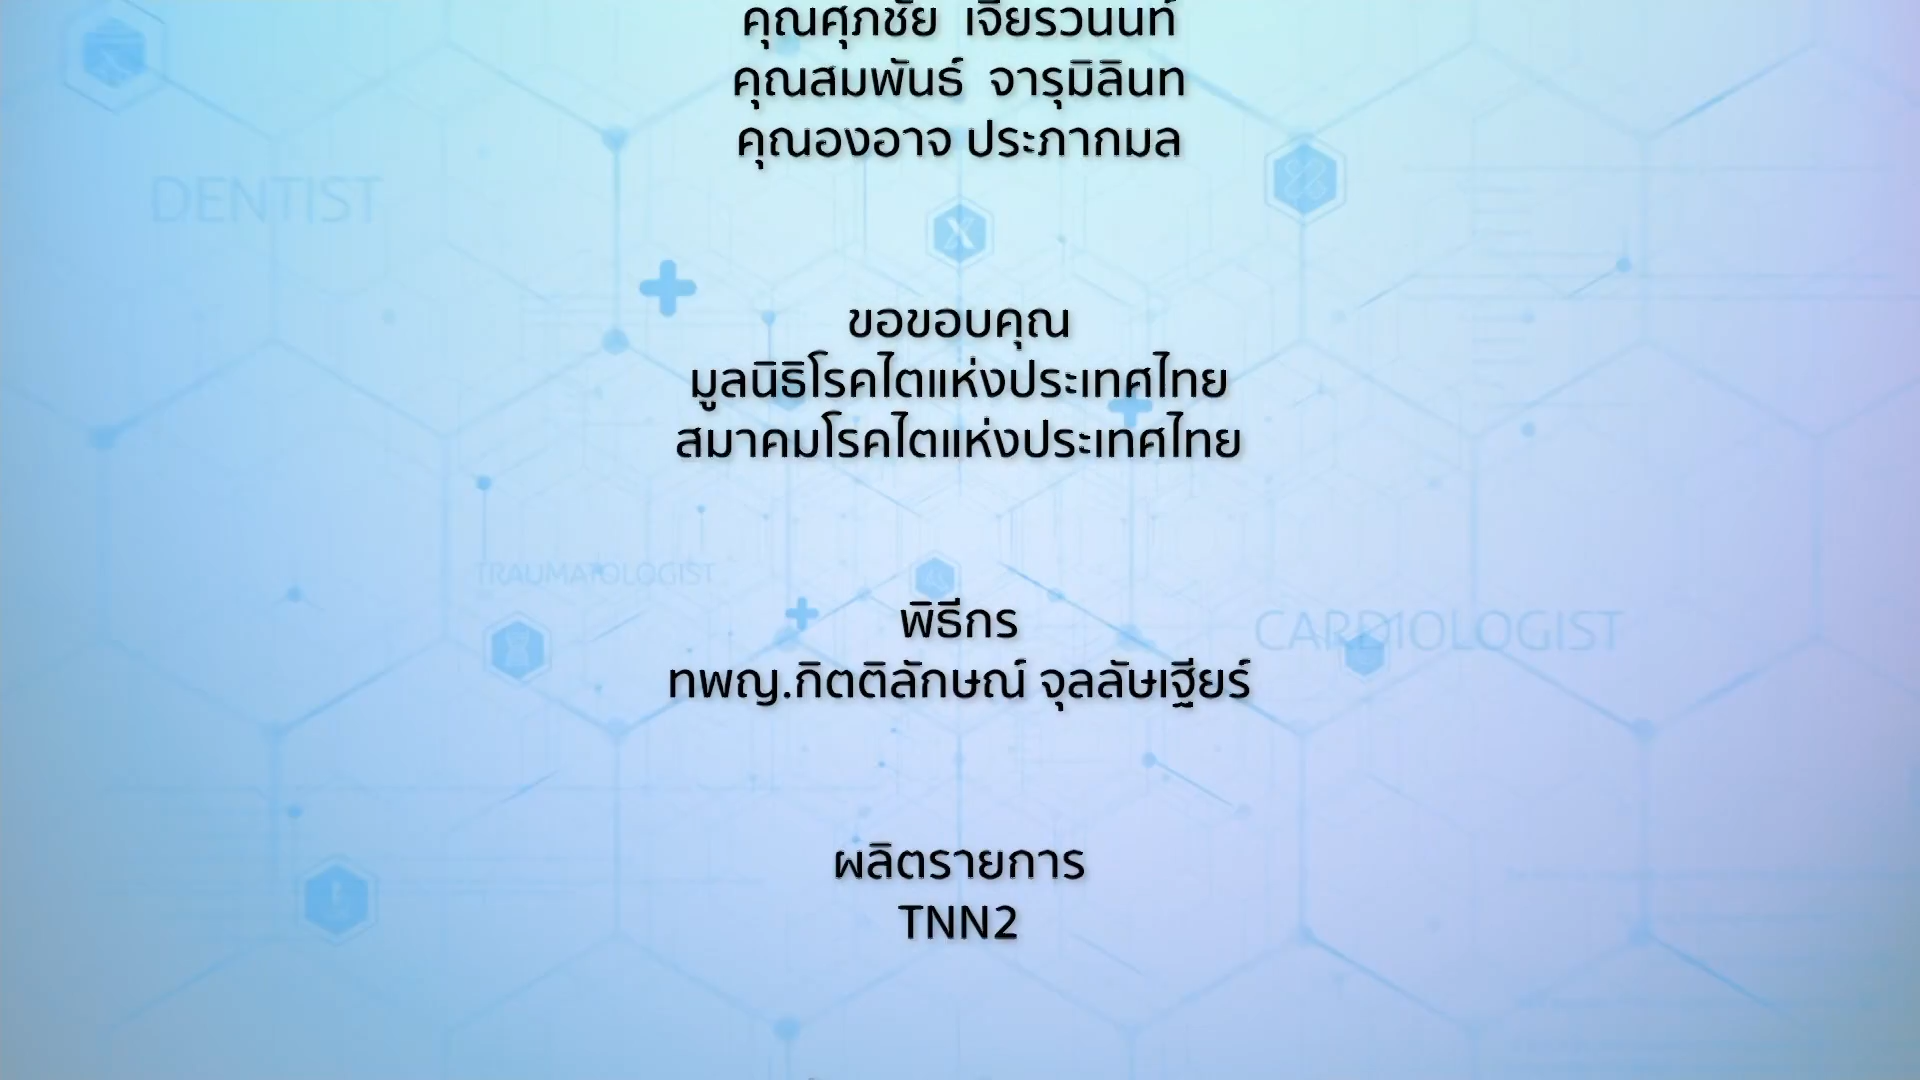 คุณศุภชัย เจียรวนนท์
คุณสมพันธ์ จารุมิลินท
คุณองอาจ ประภากมล
DENTIST
ขอขอบคุณ
มูลนิธิโรคไตแห่งประเทศไทย
สมาคมโรคไตแห่งประเทศไทย
TRAUMATOLOGIST
CARDIOLOGIST
พิธีกร
ทพญ.กิตติลักษณ์ จุลลัษเฐียร์
ผลิตรายการ
TNN2